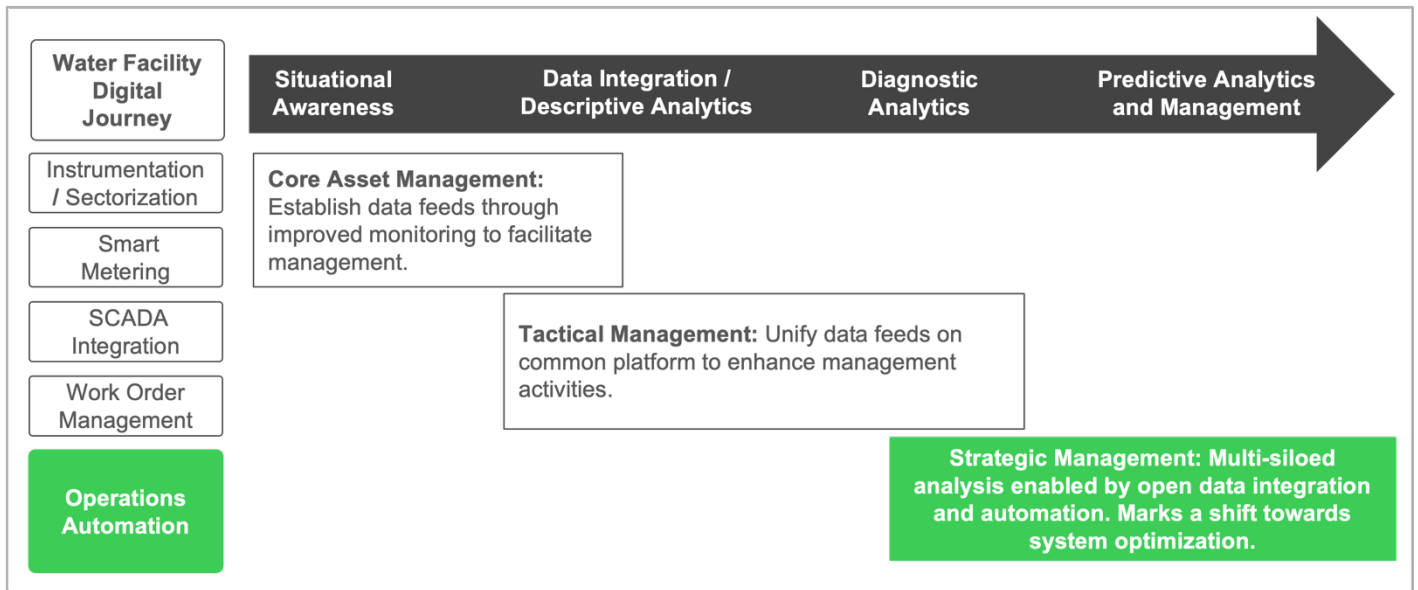 Water Facility
Digital
Journey
Situational
Awareness
Data Integration /
Descriptive Analytics
Diagnostic
Analytics
Predictive Analytics
and Management
Instrumentation
/ Sectorization
Smart
Metering
SCADA
Integration
Work Order
Management
Operations
Automation
Core Asset Management:
Establish data feeds through
improved monitoring to facilitate
management.
Tactical Management: Unify data feeds on
common platform to enhance management
activities.
Strategic Management: Multi-siloed
analysis enabled by open data integration
and automation. Marks a shift towards
system optimization.